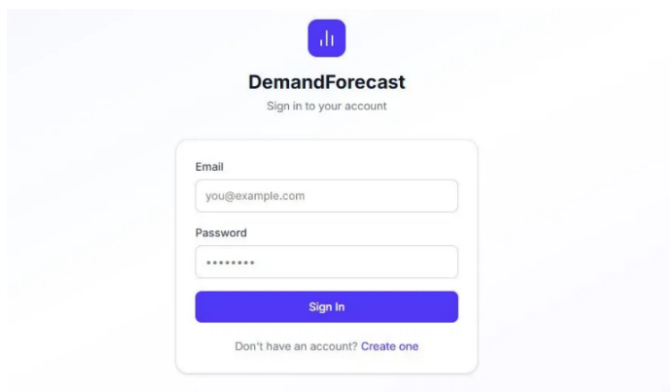 DemandForecast
Sign in to your account
Email
you@example.com
Password
••••••••
Sign In
Don't have an account? Create one